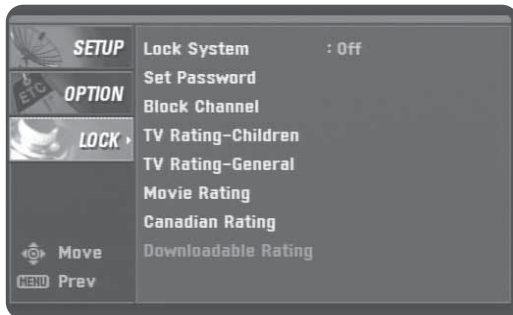 SETUP
OPTION
ETC
LOCK
Move
MENU Prev
Lock System : Off
Set Password
Block Channel
TV Rating-Children
TV Rating-General
Movie Rating
Canadian Rating
Downloadable Rating